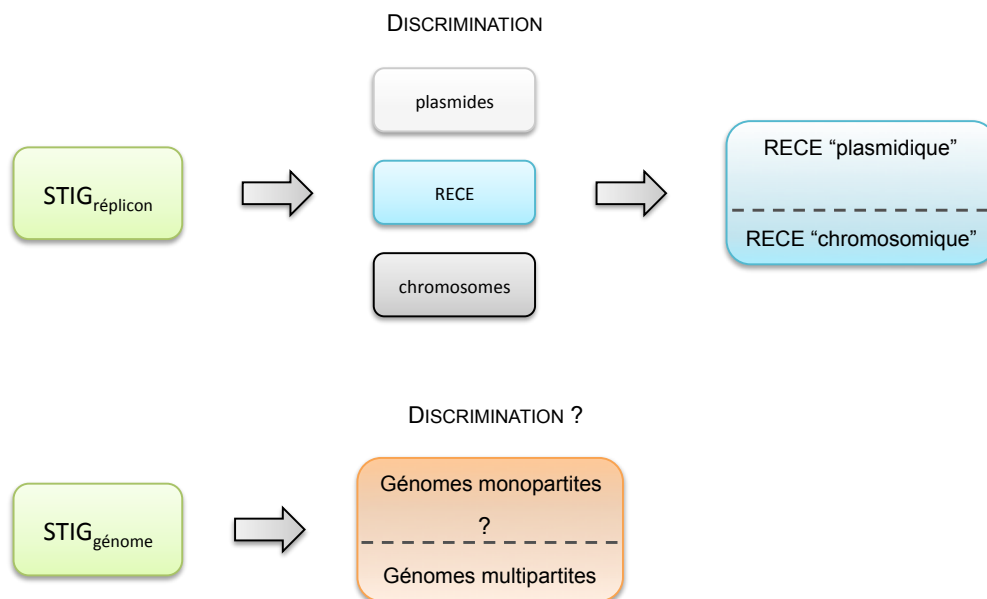 DISCRIMINATION
plasmides
STIGréplicon
RECE
chromosomes
RECE “plasmidique”
RECE “chromosomique”
DISCRIMINATION ?
STIGgénome
Génomes monopartites
?
Génomes multipartites